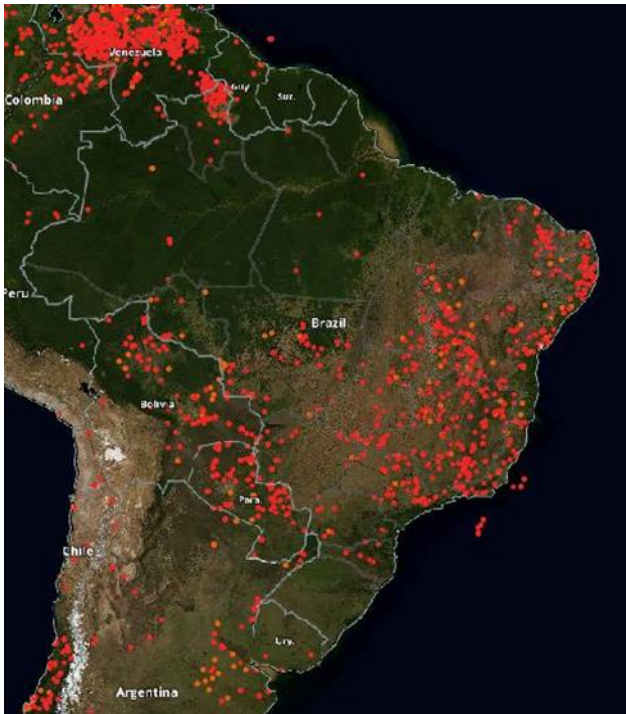 Venezuela
Guy.
Colombia
Sur.
Peru
Brazil
Bolivia
Para.
Chile
Ury.
Argentina